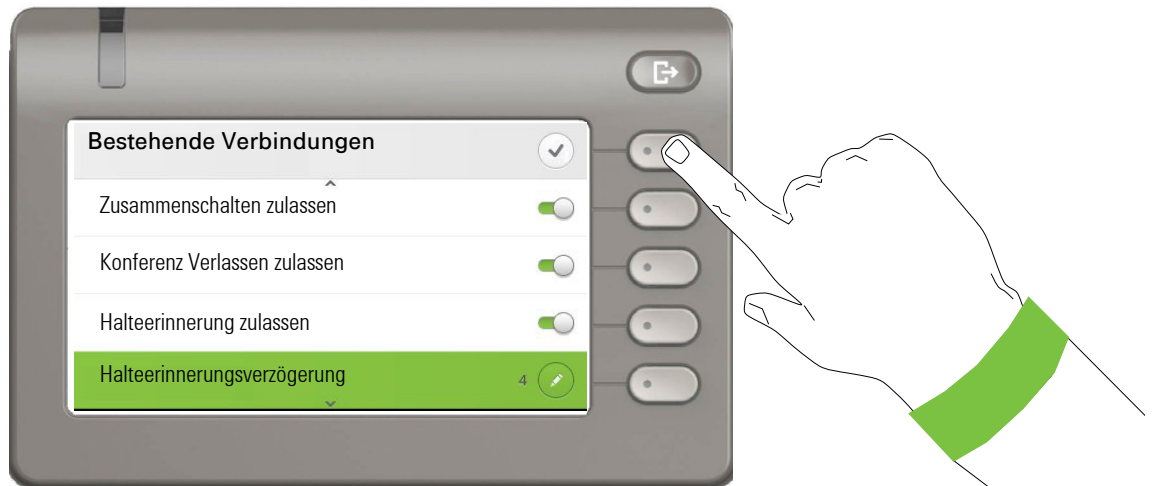 Bestehende Verbindungen
Zusammenschalten zulassen
Konferenz Verlassen zulassen
Halteerinnerung zulassen
Halteerinnerungsverzögerung 4